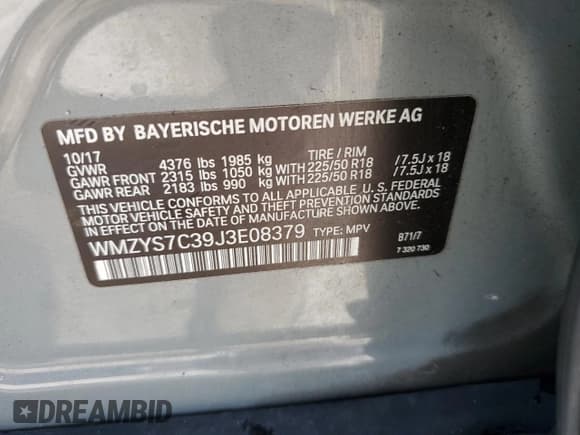 MFD BY BAYERISCHE MOTOREN WERKE AG
10/17
GVWR 4376 lbs 1985 kg TIRE / RIM
GAWR FRONT 2315 lbs 1050 kg WITH 225/50 R18 /7.5J x 18
GAWR REAR 2183 lbs 990 kg WITH 225/50 R18 /7.5J x 18
THIS VEHICLE CONFORMS TO ALL APPLICABLE U. S. FEDERAL
MOTOR VEHICLE SAFETY, BUMPER, AND THEFT PREVENTION
STANDARDS IN EFFECT ON THE DATE OF MANUFACTURE SHOWN ABOVE.
WMZYS7C39J3E08379 TYPE: MPV B71/7
7 320 730
DREAMBID